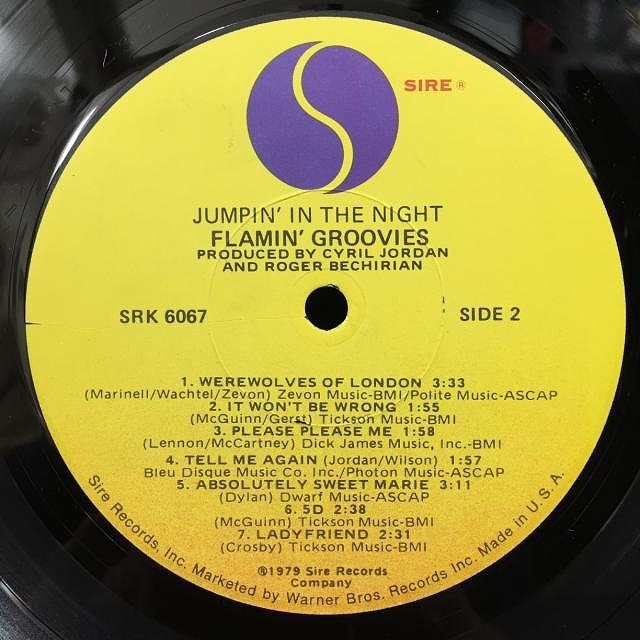 SIRE ®
JUMPIN' IN THE NIGHT
FLAMIN' GROOVIES
PRODUCED BY CYRIL JORDAN
AND ROGER BECHIRIAN
SRK 6067
SIDE 2
1. WEREWOLVES OF LONDON 3:33
(Marinell/Wachtel/Zevon) Zevon Music-BMI/Polite Music-ASCAP
2. IT WON'T BE WRONG 1:55
(McGuinn/Gerst) Tickson Music-BMI
3. PLEASE PLEASE ME 1:58
(Lennon/McCartney) Dick James Music, Inc.-BMI
4. TELL ME AGAIN (Jordan/Wilson) 1:57
Bleu Disque Music Co. Inc./Photon Music-ASCAP
5. ABSOLUTELY SWEET MARIE 3:11
(Dylan) Dwarf Music-ASCAP
6. 5D 2:38
(McGuinn) Tickson Music-BMI
7. LADYFRIEND 2:31
(Crosby) Tickson Music-BMI
℗1979 Sire Records
Company
Sire Records, Inc. Marketed by Warner Bros. Records Inc. Made in U.S.A.